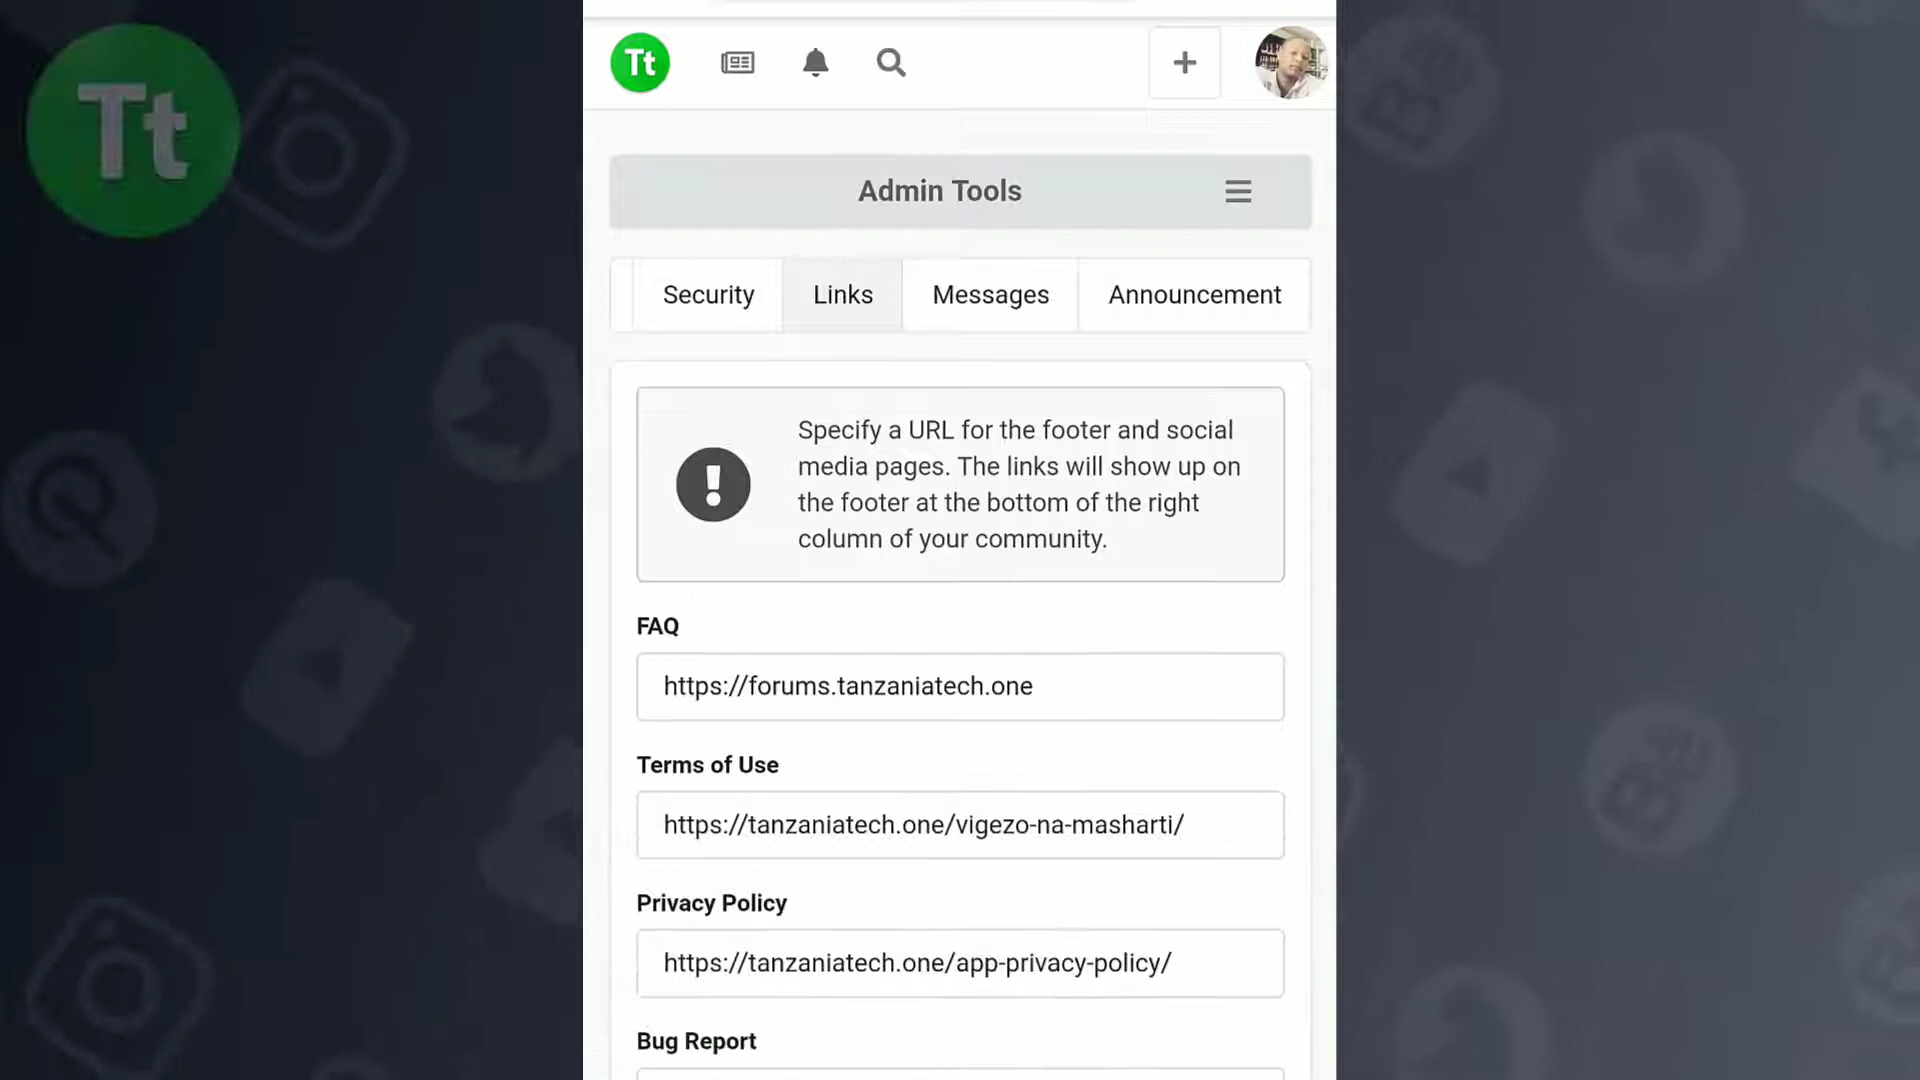 Tt
Tt
Admin Tools
Security
Links
Messages
Announcement
Specify a URL for the footer and social
media pages. The links will show up on
the footer at the bottom of the right
column of your community.
FAQ
https://forums.tanzaniatech.one
Terms of Use
https://tanzaniatech.one/vigezo-na-masharti/
Privacy Policy
https://tanzaniatech.one/app-privacy-policy/
Bug Report